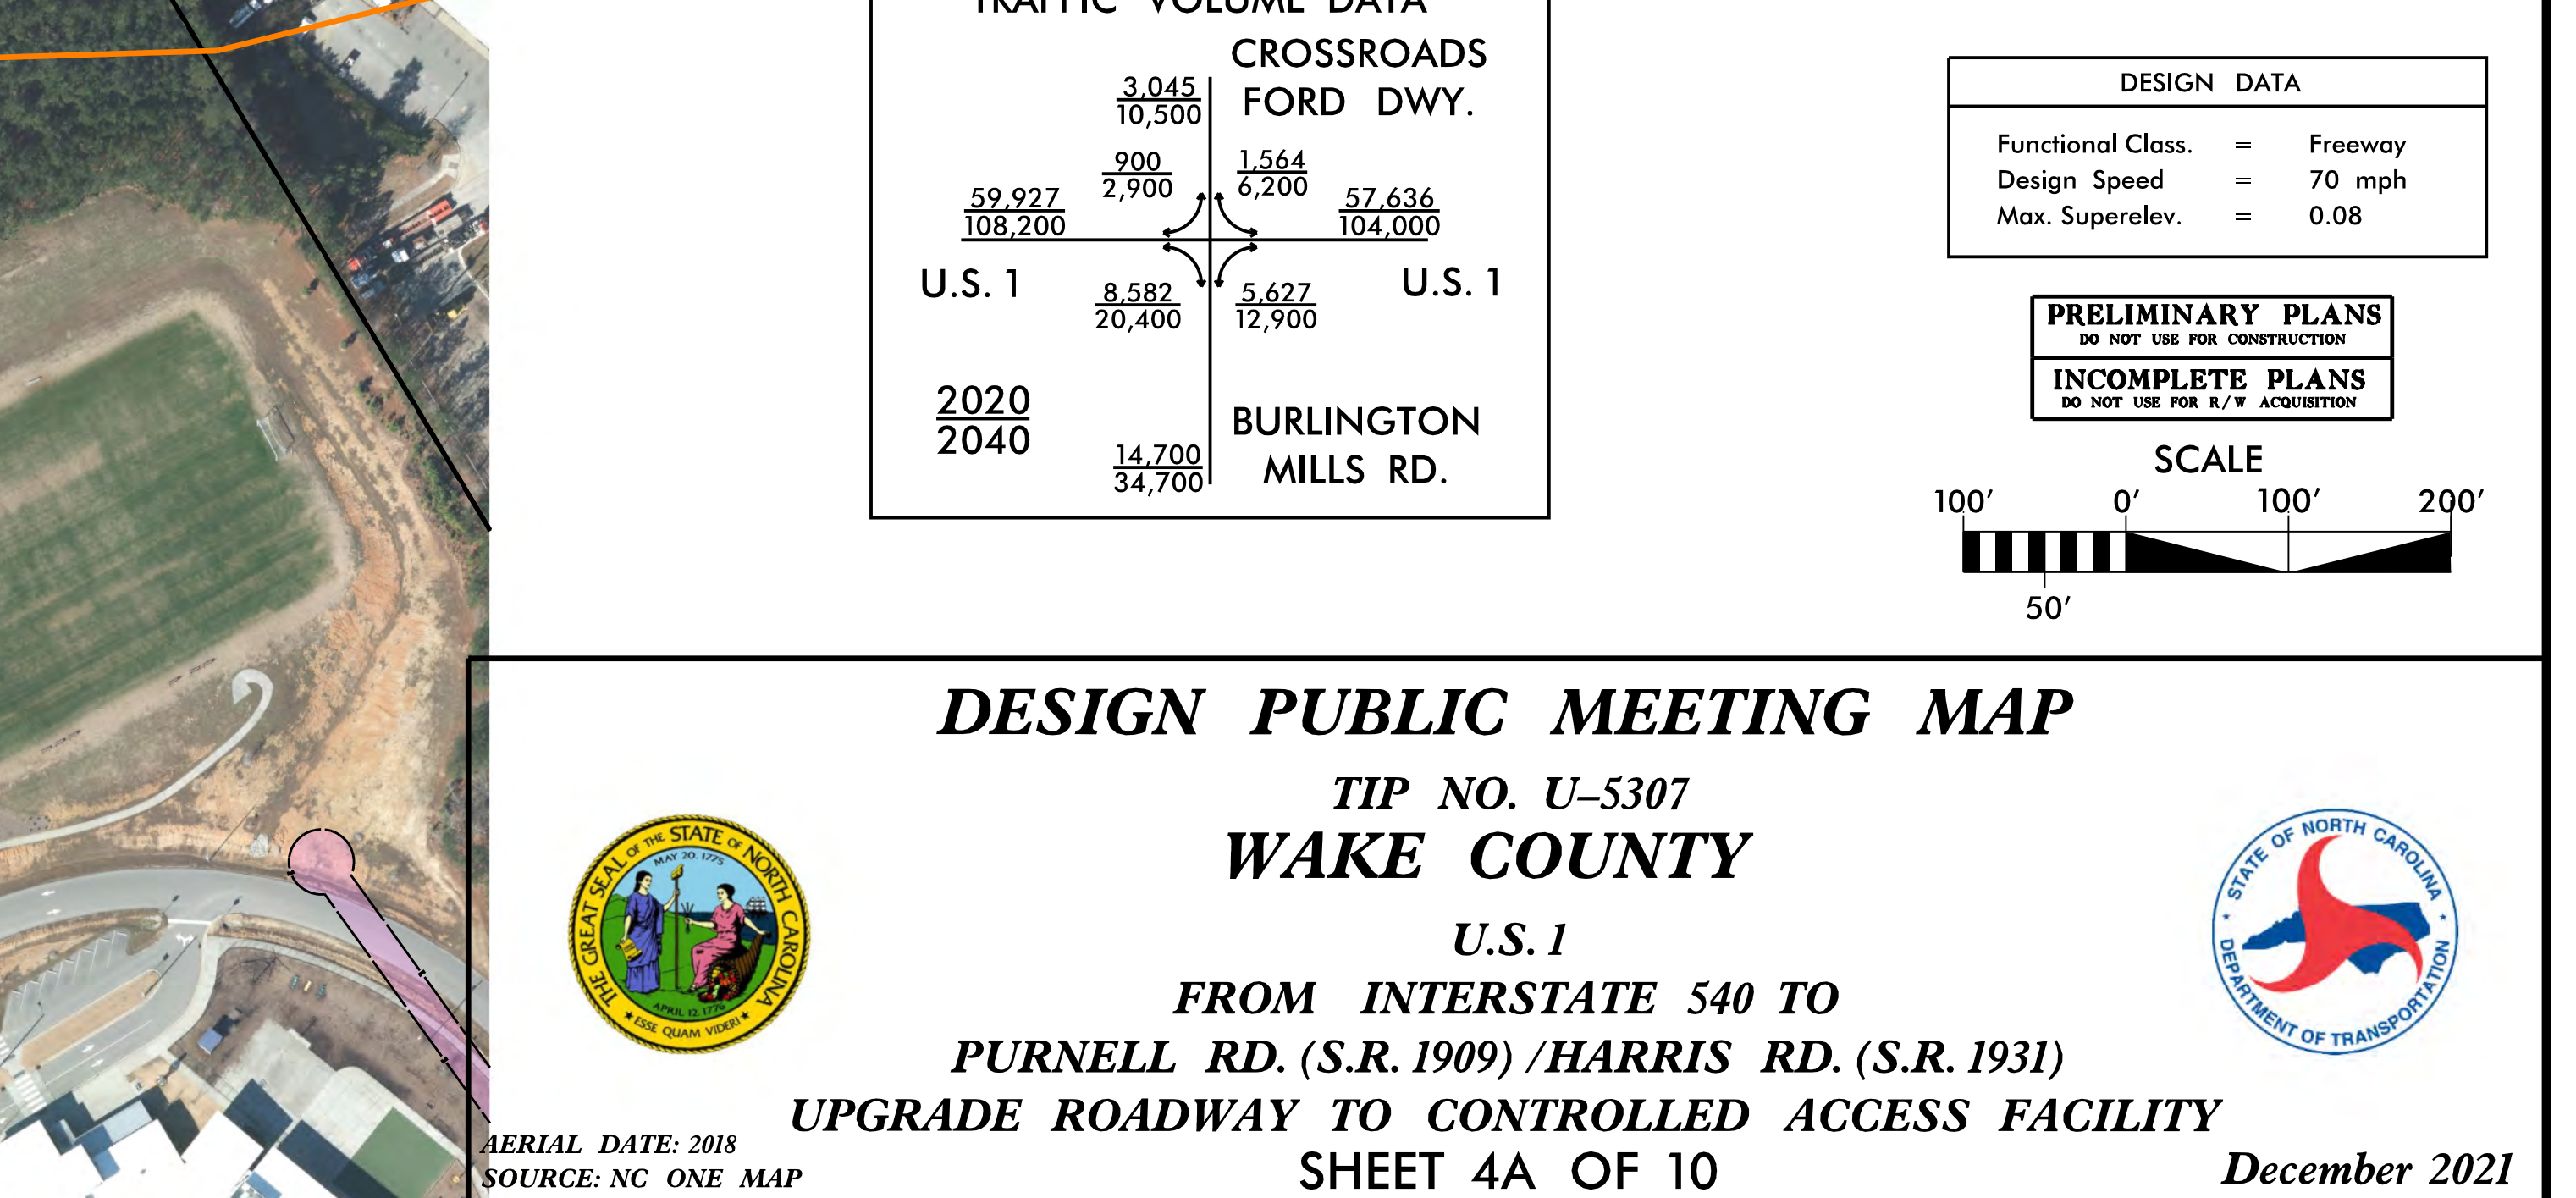 TRAFFIC VOLUME DATA
CROSSROADS
FORD DWY.
3,045
10,500
900
2,900
1,564
6,200
59,927
108,200
57,636
104,000
U.S. 1
U.S. 1
8,582
20,400
5,627
12,900
2020
2040
BURLINGTON
MILLS RD.
14,700
34,700
DESIGN DATA
Functional Class. = Freeway
Design Speed = 70 mph
Max. Superelev. = 0.08
PRELIMINARY PLANS
DO NOT USE FOR CONSTRUCTION
INCOMPLETE PLANS
DO NOT USE FOR R/W ACQUISITION
SCALE
100' 0' 100' 200'
50'
DESIGN PUBLIC MEETING MAP
TIP NO. U-5307
WAKE COUNTY
U.S. 1
FROM INTERSTATE 540 TO
PURNELL RD. (S.R. 1909) /HARRIS RD. (S.R. 1931)
UPGRADE ROADWAY TO CONTROLLED ACCESS FACILITY
SHEET 4A OF 10
December 2021
AERIAL DATE: 2018
SOURCE: NC ONE MAP
THE GREAT SEAL OF THE STATE OF NORTH CAROLINA
MAY 20, 1775
APRIL 12, 1776
★ ESSE QUAM VIDERI ★
STATE OF NORTH CAROLINA
DEPARTMENT OF TRANSPORTATION